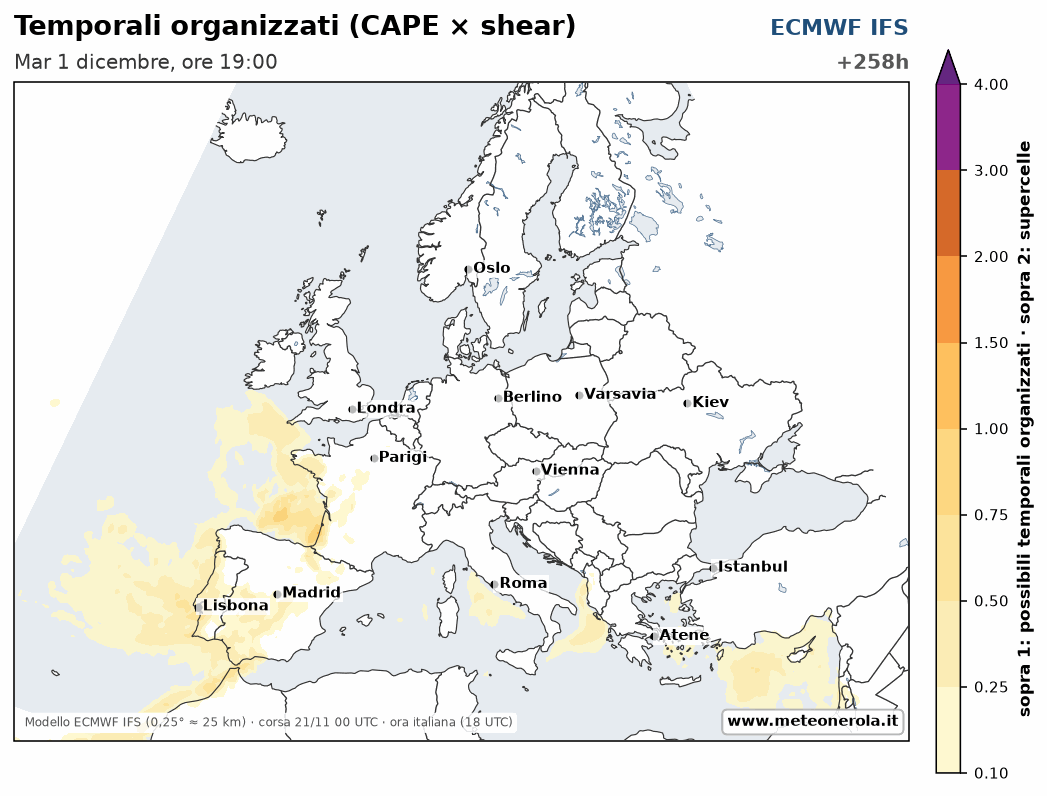 Temporali organizzati (CAPE × shear)
ECMWF IFS
Mar 1 dicembre, ore 19:00
+258h
Oslo
Londra
Berlino
Varsavia
Kiev
Parigi
Vienna
Istanbul
Roma
Madrid
Lisbona
Atene
Modello ECMWF IFS (0,25° ≈ 25 km) · corsa 21/11 00 UTC · ora italiana (18 UTC)
www.meteonerola.it
4.00
3.00
2.00
1.50
1.00
0.75
0.50
0.25
0.10
sopra 1: possibili temporali organizzati · sopra 2: supercelle